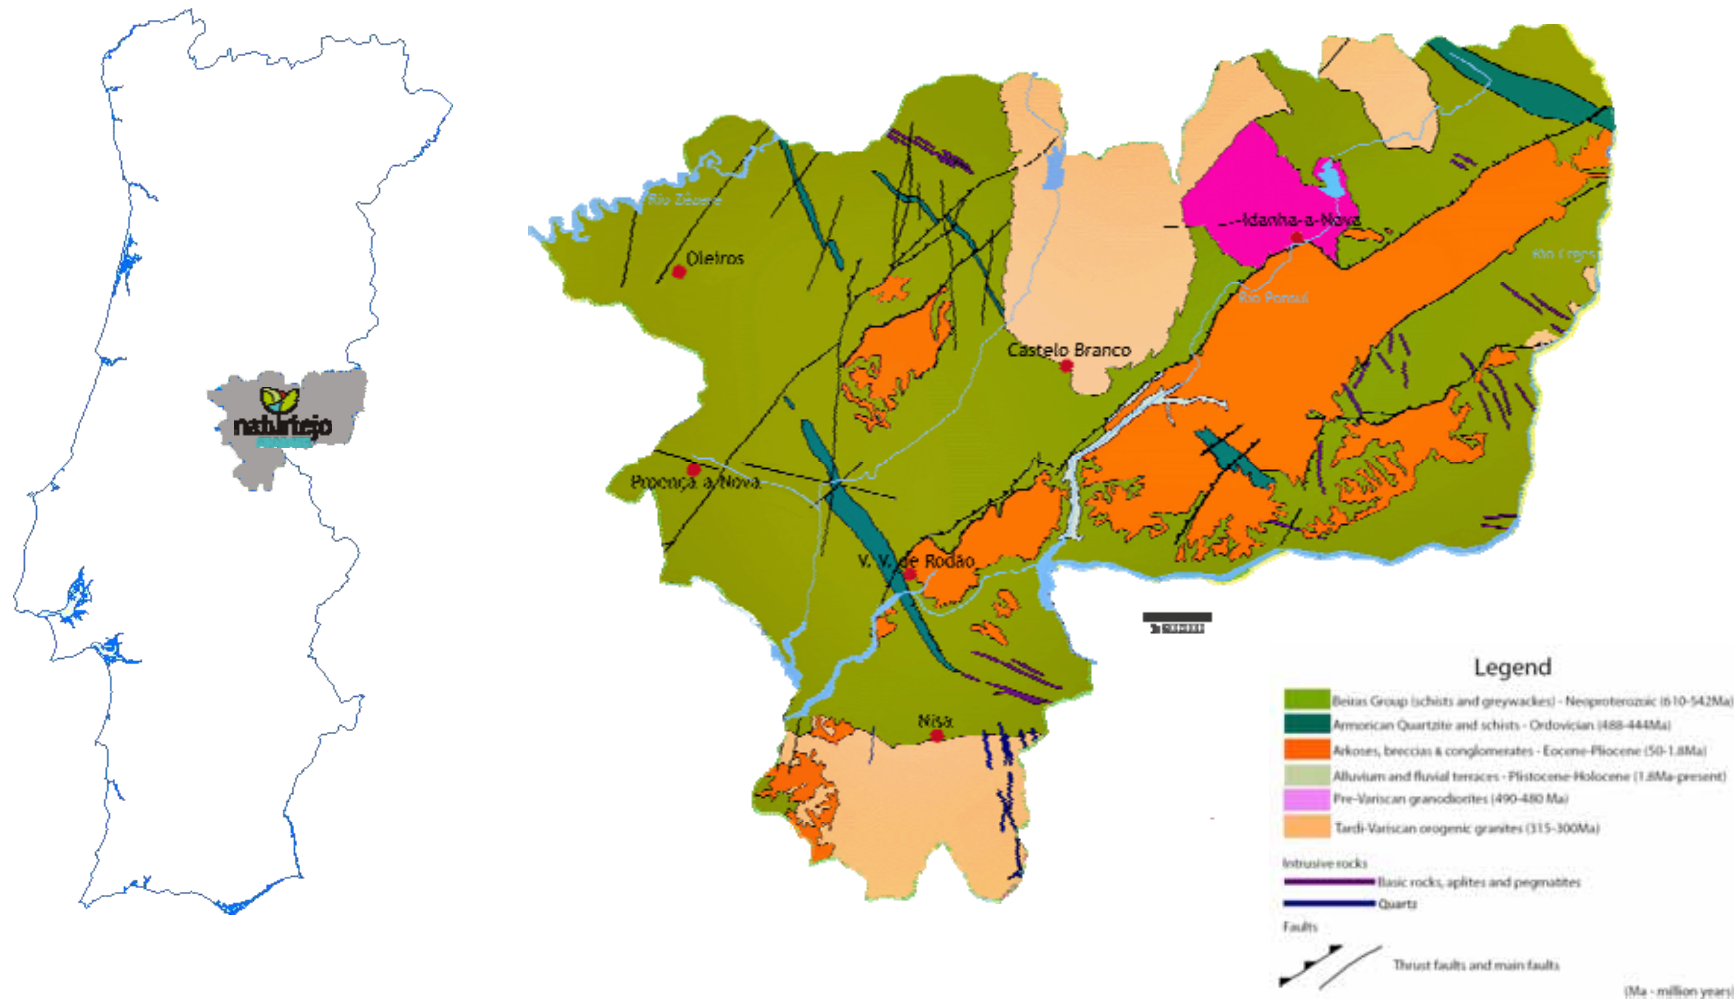 naturtejo
Rio Zêzere
Oleiros
Idanha-a-Nova
Rio Erges
Rio Ponsul
Castelo Branco
Proença a Nova
V. V. de Rodão
Nisa
Legend
Beiras Group (schists and greywackes) - Neoproterozoic (610-542Ma)
Armorican Quartzite and schists - Ordovician (488-444Ma)
Arkoses, breccias & conglomerates - Eocene-Pliocene (50-1.8Ma)
Alluvium and fluvial terraces - Plistocene-Holocene (1.8Ma-present)
Pre-Variscan granodiorites (490-480 Ma)
Tardi-Variscan orogenic granites (315-300Ma)
Intrusive rocks
Basic rocks, aplites and pegmatites
Quartz
Faults
Thrust faults and main faults
(Ma - million years)